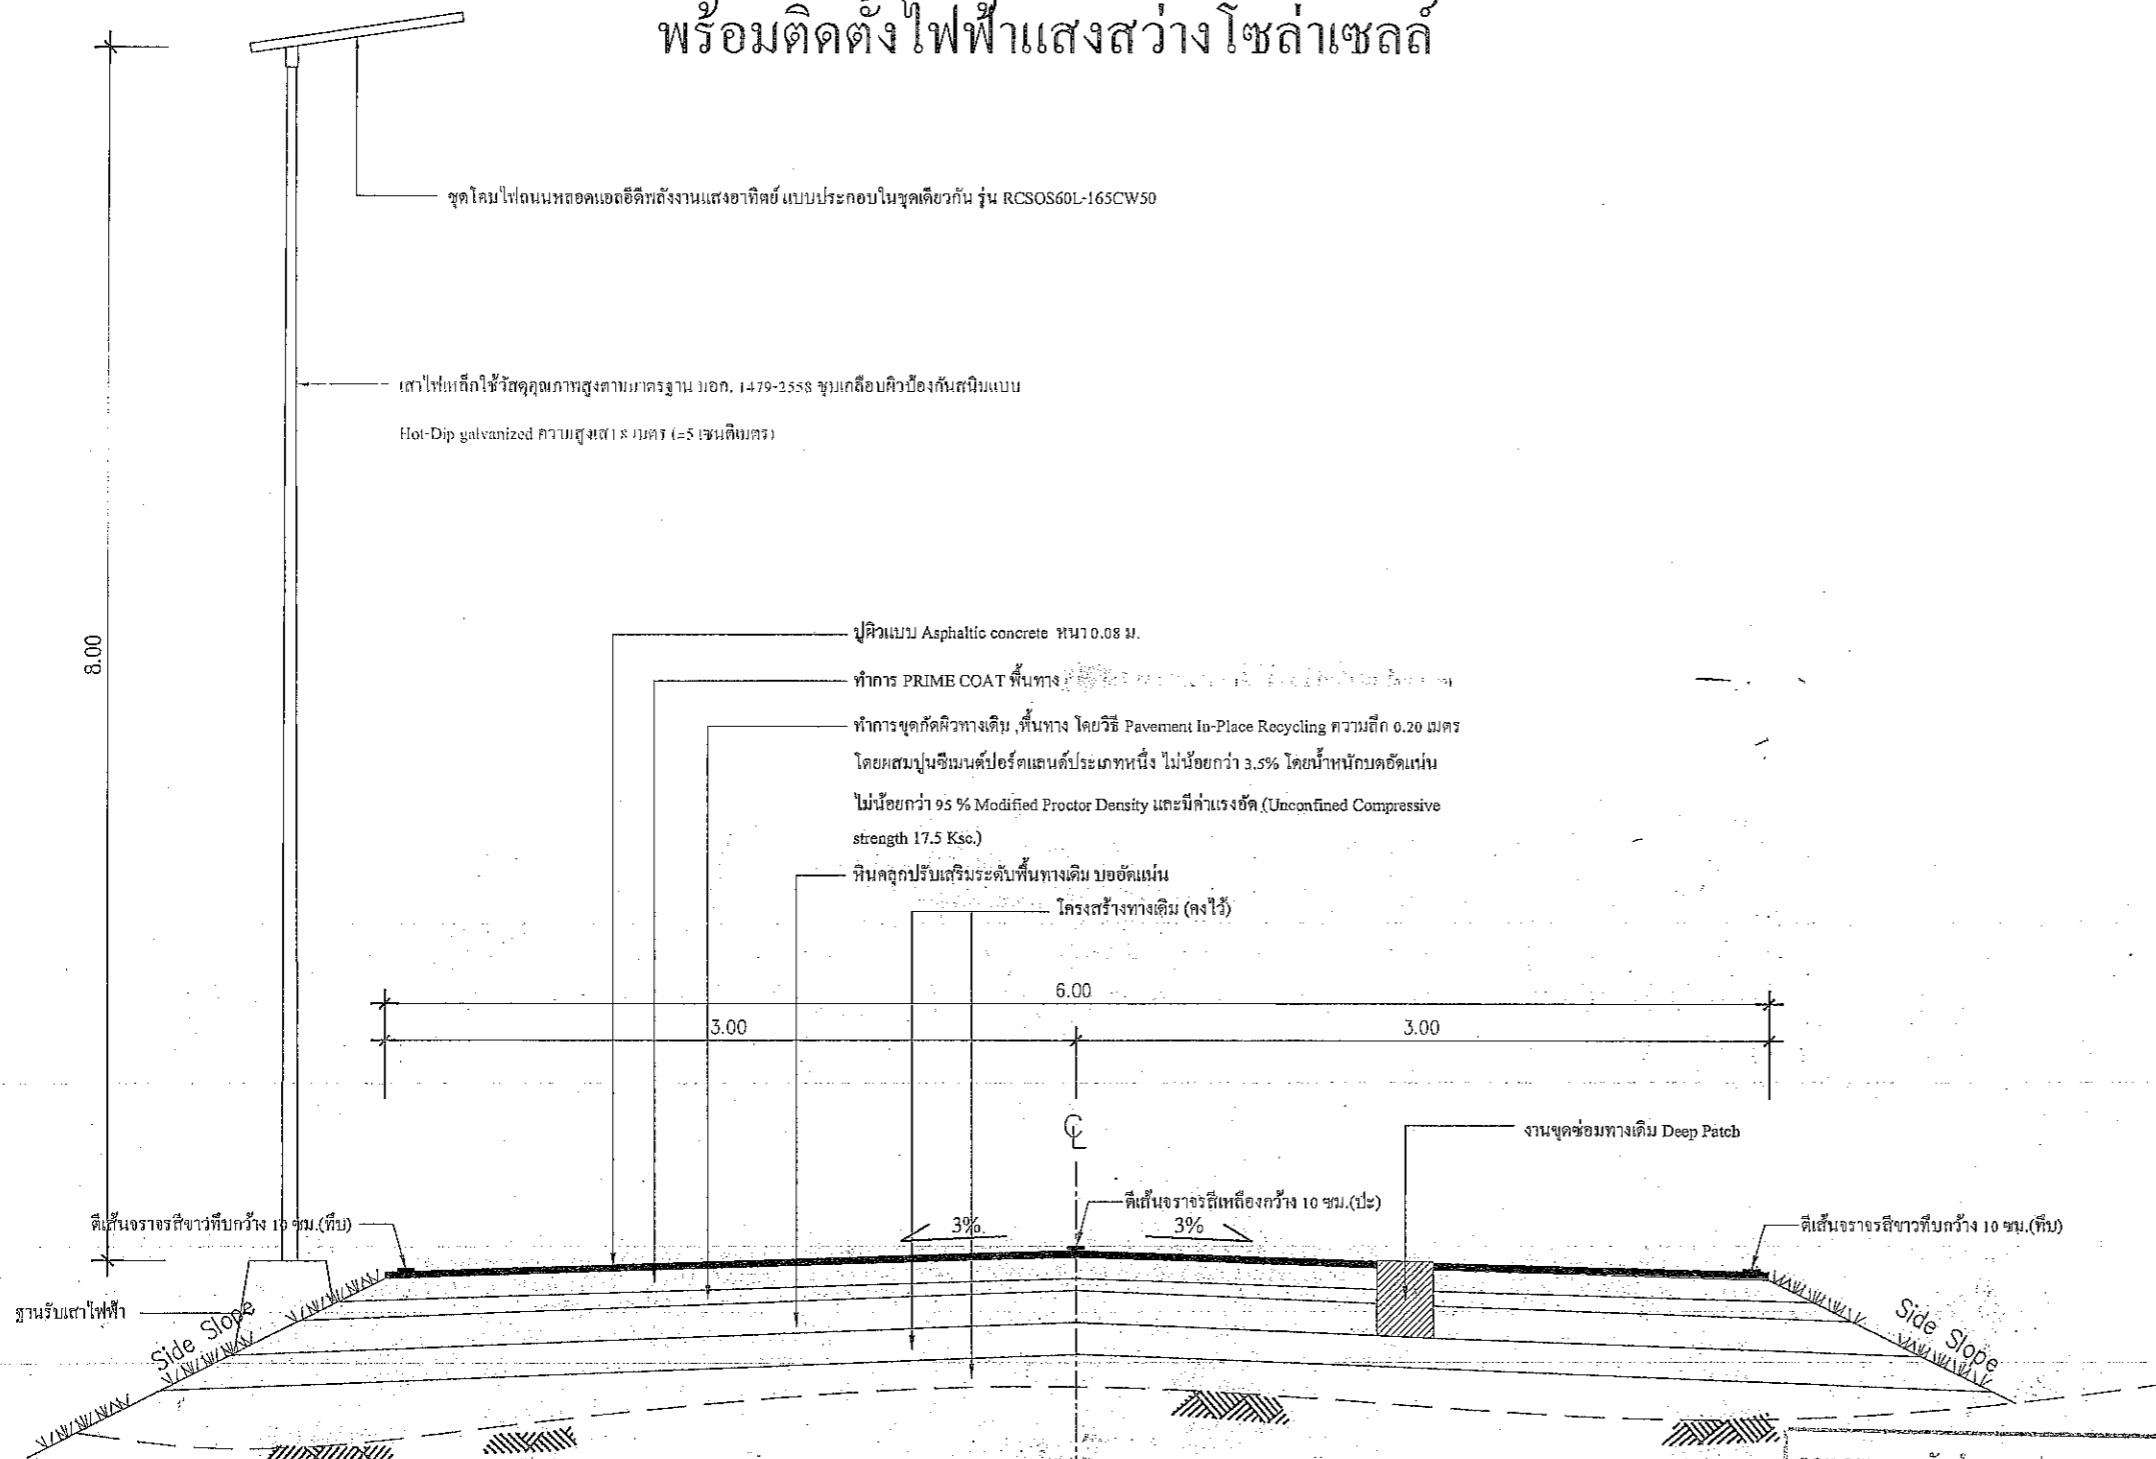 พร้อมติดตั้งไฟฟ้าแสงสว่างโซล่าเซลล์
ชุดโคมไฟถนนหลอดแอลอีดีพลังงานแสงอาทิตย์ แบบประกอบในชุดเดียวกัน รุ่น RCSOS60L-165CW50
เสาไฟเหล็กใช้วัสดุคุณภาพสูงตามมาตรฐาน มอก. 1479-2558 ชุบเกลือบผิวป้องกันสนิมแบบ
Hot-Dip galvanized ความสูงเสา 8 เมตร (=5 เซนติเมตร)
8.00
ปูผิวแบบ Asphaltic concrete หนา 0.08 ม.
ทำการ PRIME COAT พื้นทาง
ทำการขุดกัดผิวทางเดิม ,พื้นทาง โดยวิธี Pavement In-Place Recycling ความลึก 0.20 เมตร
โดยผสมปูนซีเมนต์ปอร์ตแลนด์ประเภทหนึ่ง ไม่น้อยกว่า 3.5% โดยน้ำหนักบดอัดแน่น
ไม่น้อยกว่า 95 % Modified Proctor Density และมีค่าแรงอัด (Unconfined Compressive
strength 17.5 Ksc.)
หินคลุกปรับเสริมระดับพื้นทางเดิม บออัดแน่น
โครงสร้างทางเดิม (คงไว้)
6.00
3.00
3.00
CL
งานขุดซ่อมทางเดิม Deep Patch
ตีเส้นจราจรสีเหลืองกว้าง 10 ซม.(ปะ)
ตีเส้นจราจรสีขาวทึบกว้าง 10 ซม.(ทึบ)
3%
3%
ตีเส้นจราจรสีขาวทึบกว้าง 10 ซม.(ทึบ)
ฐานรับเสาไฟฟ้า
Side Slope
Side Slope